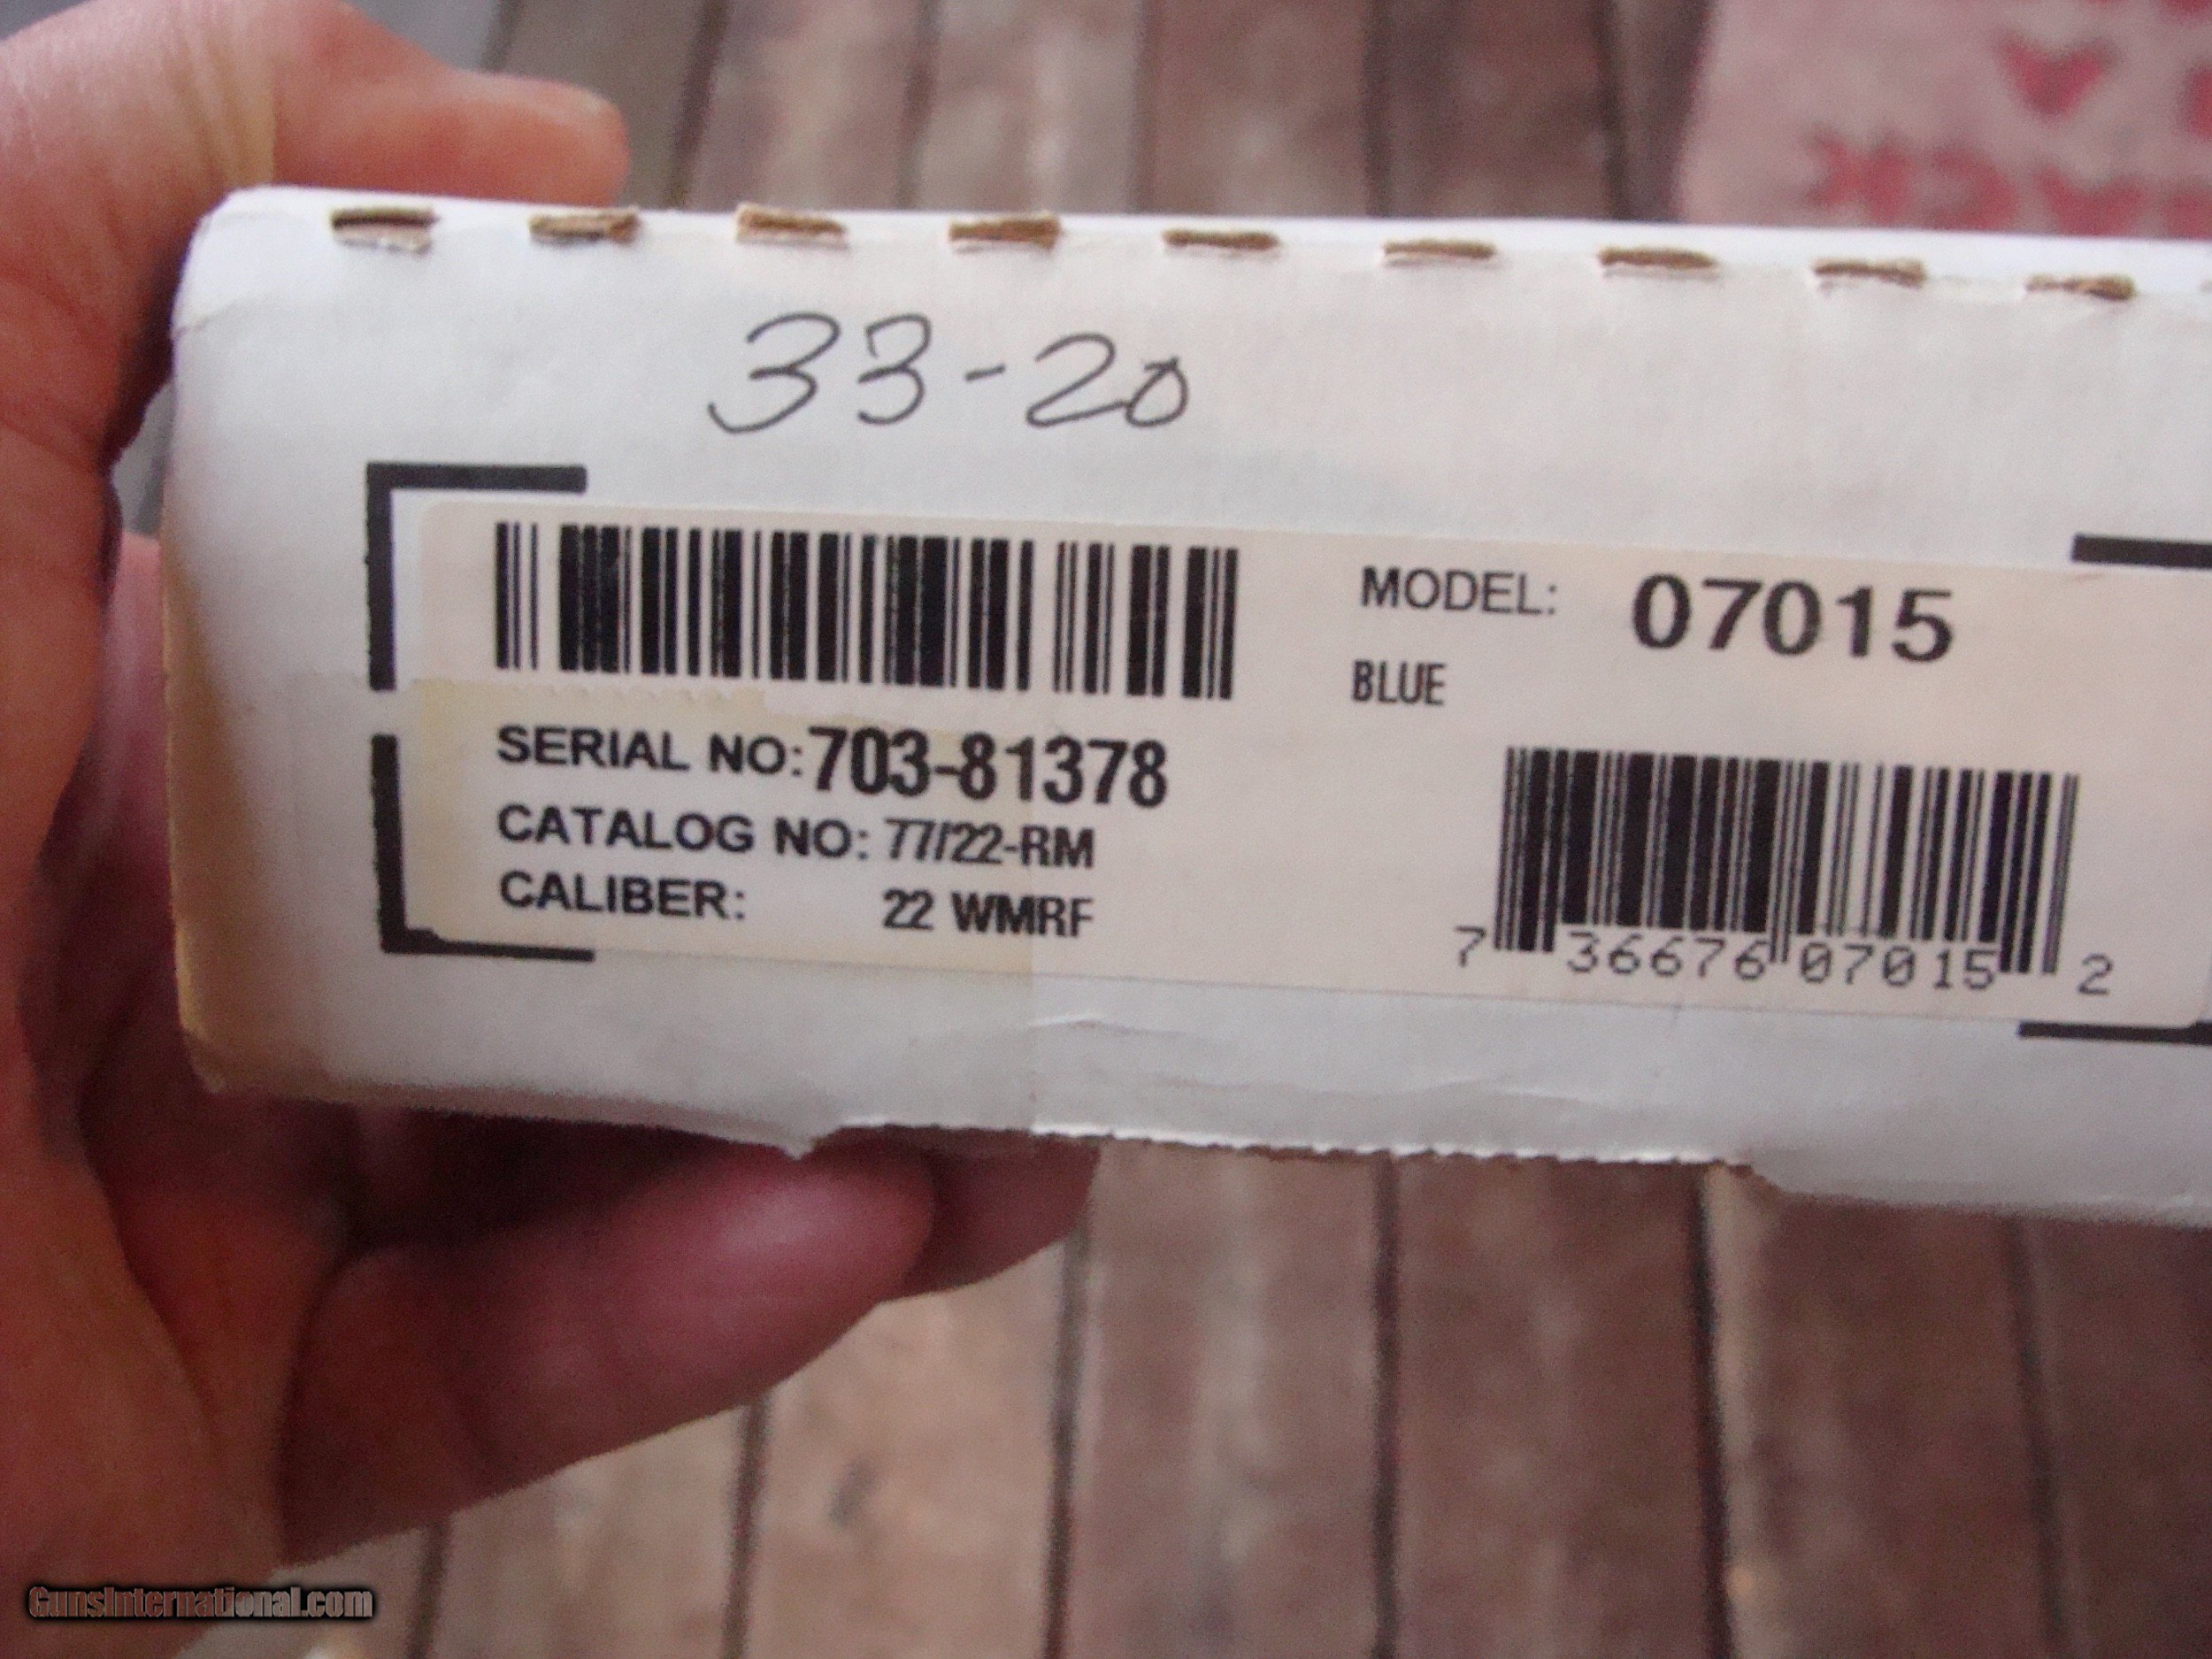 33-20
MODEL: 07015
BLUE
SERIAL NO: 703-81378
CATALOG NO: 77/22-RM
CALIBER: 22 WMRF
7 36676 07015 2
GunsInternational.com